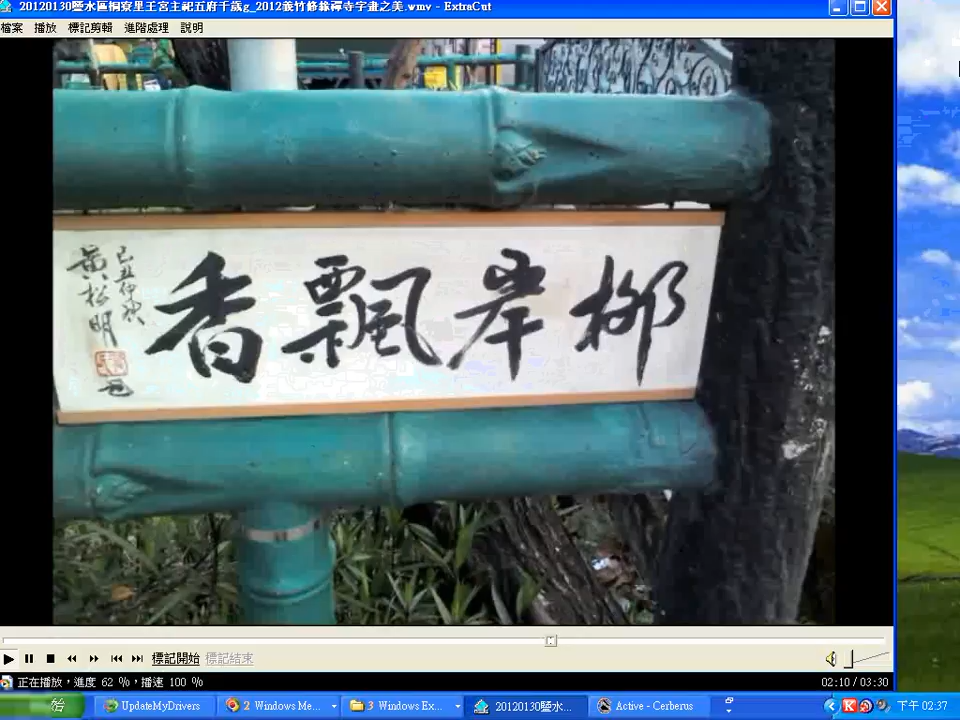 20120130鹽水區桐寮里王宮主祀五府千歲g_2012義竹修緣禪寺字畫之美.wmv - ExtraCut
檔案 播放 標記剪輯 進階處理 說明
柳岸飄香
己丑仲秋
黃松明
標記開始 標記結束
正在播放，進度 62 %，播速 100 %
02:10 / 03:30
UpdateMyDrivers
2 Windows Me...
3 Windows Ex...
20120130鹽水...
Active - Cerberus
下午 02:37